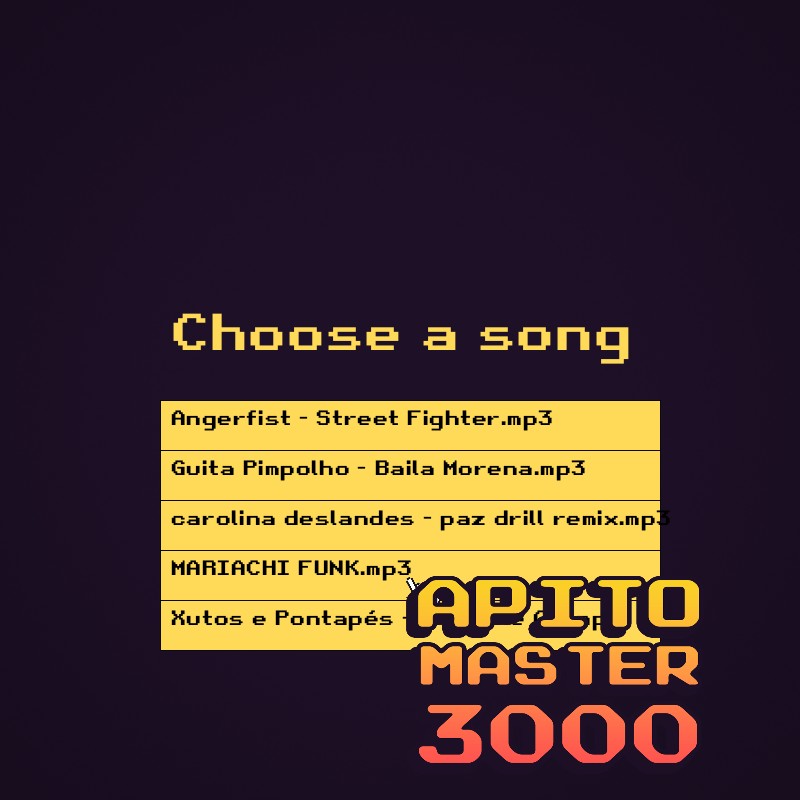 Choose a song
Angerfist - Street Fighter.mp3
Guita Pimpolho - Baila Morena.mp3
carolina deslandes - paz drill remix.mp3
MARIACHI FUNK.mp3
Xutos e Pontapés -
APITO
MASTER
3000